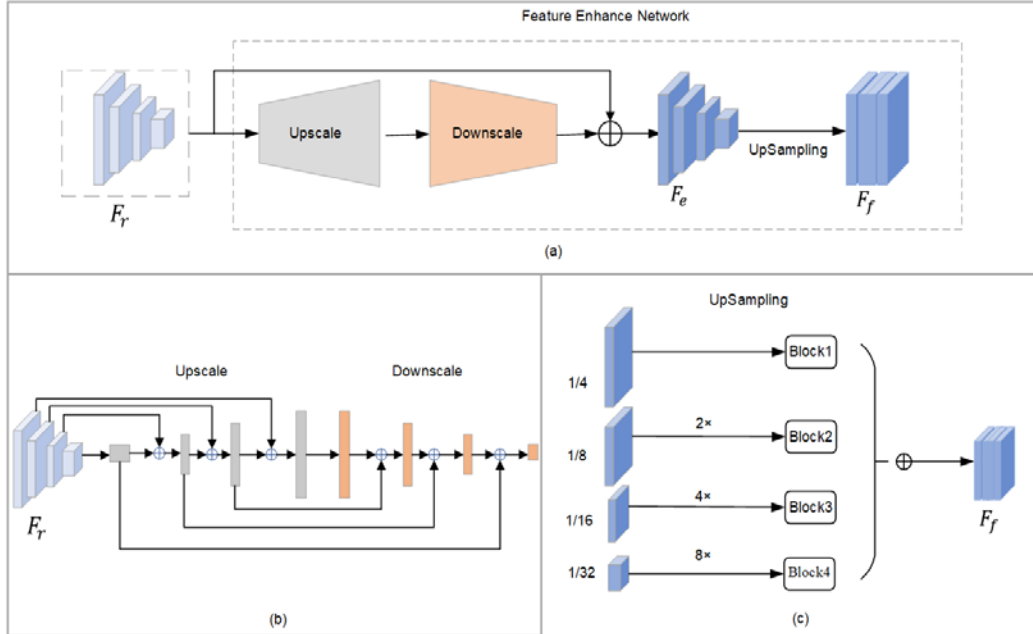 Feature Enhance Network
Upscale
Downscale
UpSampling
F_r
F_e
F_f
(a)
Upscale
Downscale
F_r
(b)
UpSampling
1/4
Block1
1/8
2×
Block2
1/16
4×
Block3
1/32
8×
Block4
F_f
(c)